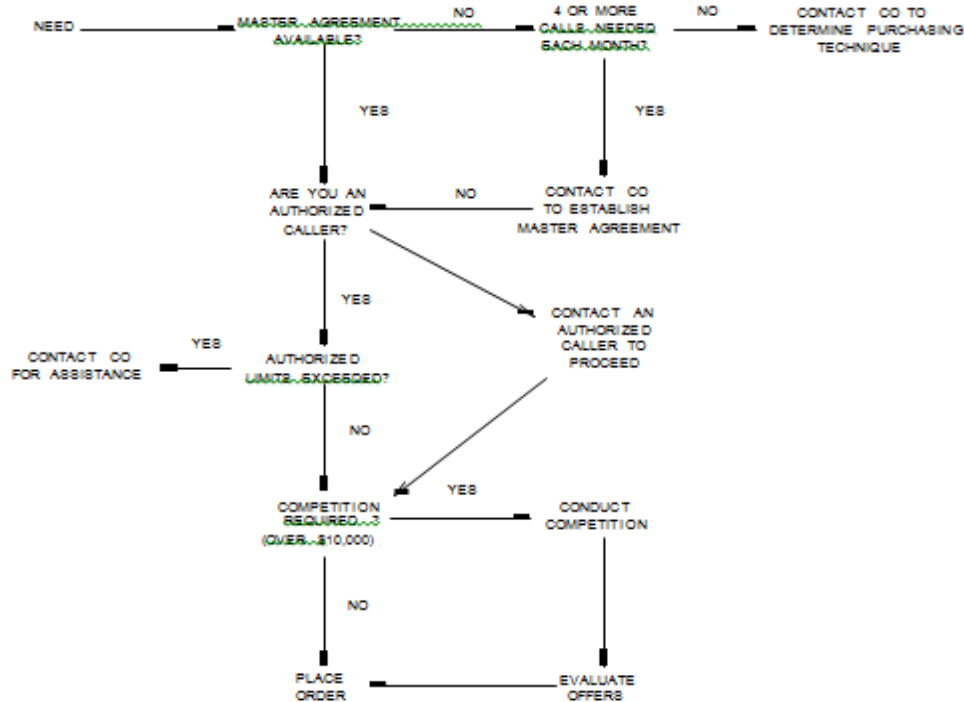 NEED
MASTER AGREEMENT
AVAILABLE?
NO
4 OR MORE
CALLS NEEDED
EACH MONTH?
NO
CONTACT CO TO
DETERMINE PURCHASING
TECHNIQUE
YES
YES
ARE YOU AN
AUTHORIZED
CALLER?
NO
CONTACT CO
TO ESTABLISH
MASTER AGREEMENT
YES
CONTACT AN
AUTHORIZED
CALLER TO
PROCEED
CONTACT CO
FOR ASSISTANCE
YES
AUTHORIZED
LIMITS EXCEEDED?
NO
COMPETITION
REQUIRED ?
(OVER $10,000)
YES
CONDUCT
COMPETITION
NO
PLACE
ORDER
EVALUATE
OFFERS